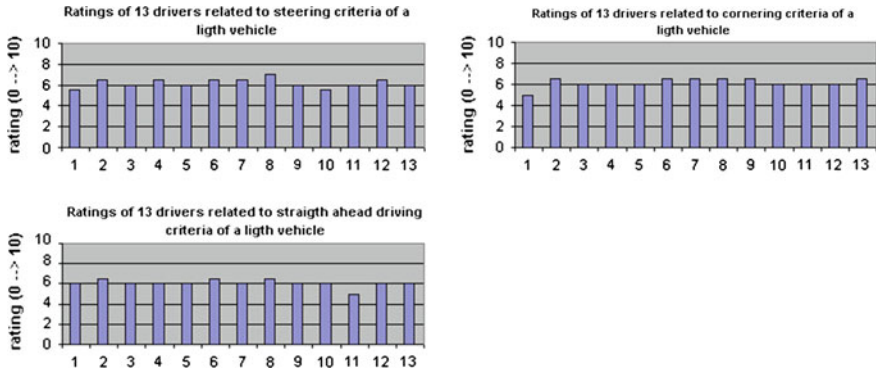 Ratings of 13 drivers related to steering criteria of a
ligth vehicle
rating (0 --> 10)
10
8
6
4
2
0
1 2 3 4 5 6 7 8 9 10 11 12 13
Ratings of 13 drivers related to cornering criteria of a
ligth vehicle
rating (0 --> 10)
10
8
6
4
2
0
1 2 3 4 5 6 7 8 9 10 11 12 13
Ratings of 13 drivers related to straigth ahead driving
criteria of a ligth vehicle
rating (0 --> 10)
10
8
6
4
2
0
1 2 3 4 5 6 7 8 9 10 11 12 13